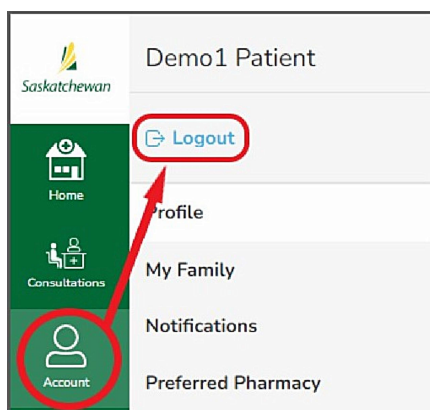 Saskatchewan
Home
Consultations
Account
Demo1 Patient
Logout
Profile
My Family
Notifications
Preferred Pharmacy